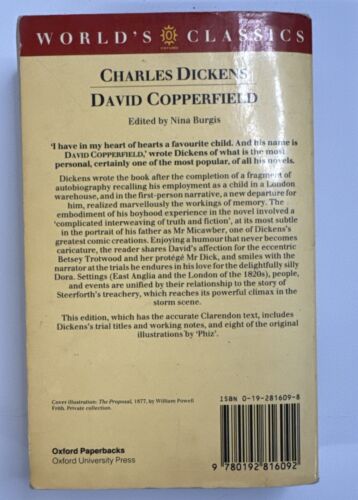 WORLD'S CLASSICS
OXFORD
CHARLES DICKENS
DAVID COPPERFIELD
Edited by Nina Burgis
'I have in my heart of hearts a favourite child. And his name
is DAVID COPPERFIELD,' wrote Dickens of what is the most
personal, certainly one of the most popular, of all his novels.
Dickens wrote the book after the completion of a fragment of
autobiography recalling his employment as a child in a London
warehouse, and in the first-person narrative, a new departure for
him, realized marvellously the workings of memory. The
embodiment of his boyhood experience in the novel involved a
'complicated interweaving of truth and fiction', at its most subtle
in the portrait of his father as Mr Micawber, one of Dickens's
greatest comic creations. Enjoying a humour that never becomes
caricature, the reader shares David's affection for the eccentric
Betsey Trotwood and her protégé Mr Dick, and smiles with the
narrator at the trials he endures in his love for the delightfully silly
Dora. Settings (East Anglia and the London of the 1820s), people,
and events are unified by their relationship to the story of
Steerforth's treachery, which reaches its powerful climax in the
storm scene.
This edition, which has the accurate Clarendon text, includes
Dickens's trial titles and working notes, and eight of the original
illustrations by 'Phiz'.
Cover illustration: The Proposal, 1877, by William Powell
Frith. Private collection.
ISBN 0-19-281609-8
Oxford Paperbacks
Oxford University Press
9 780192 816092